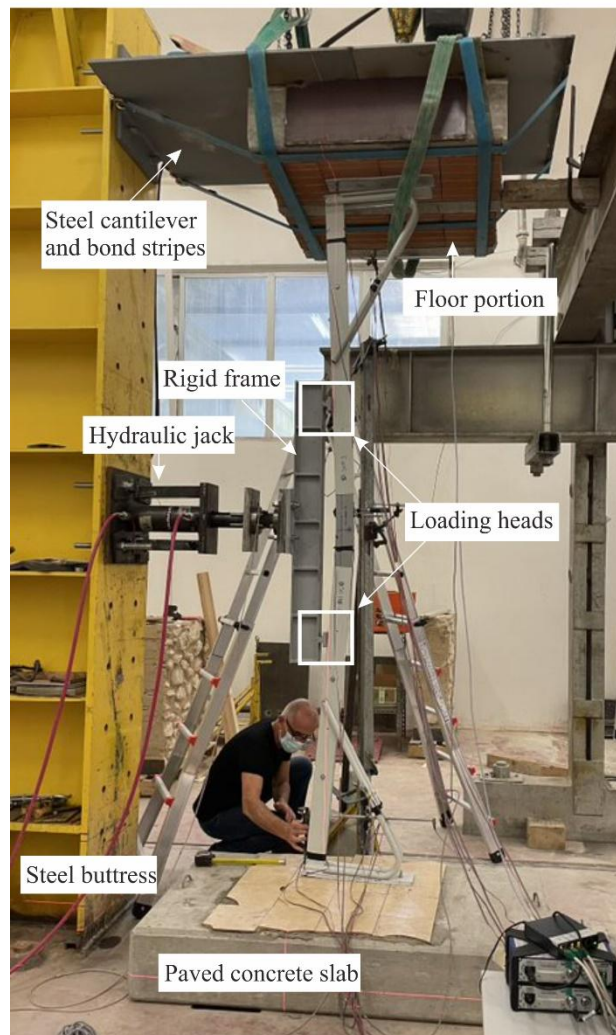 Steel cantilever
and bond stripes
Floor portion
Rigid frame
Hydraulic jack
Loading heads
Steel buttress
Paved concrete slab